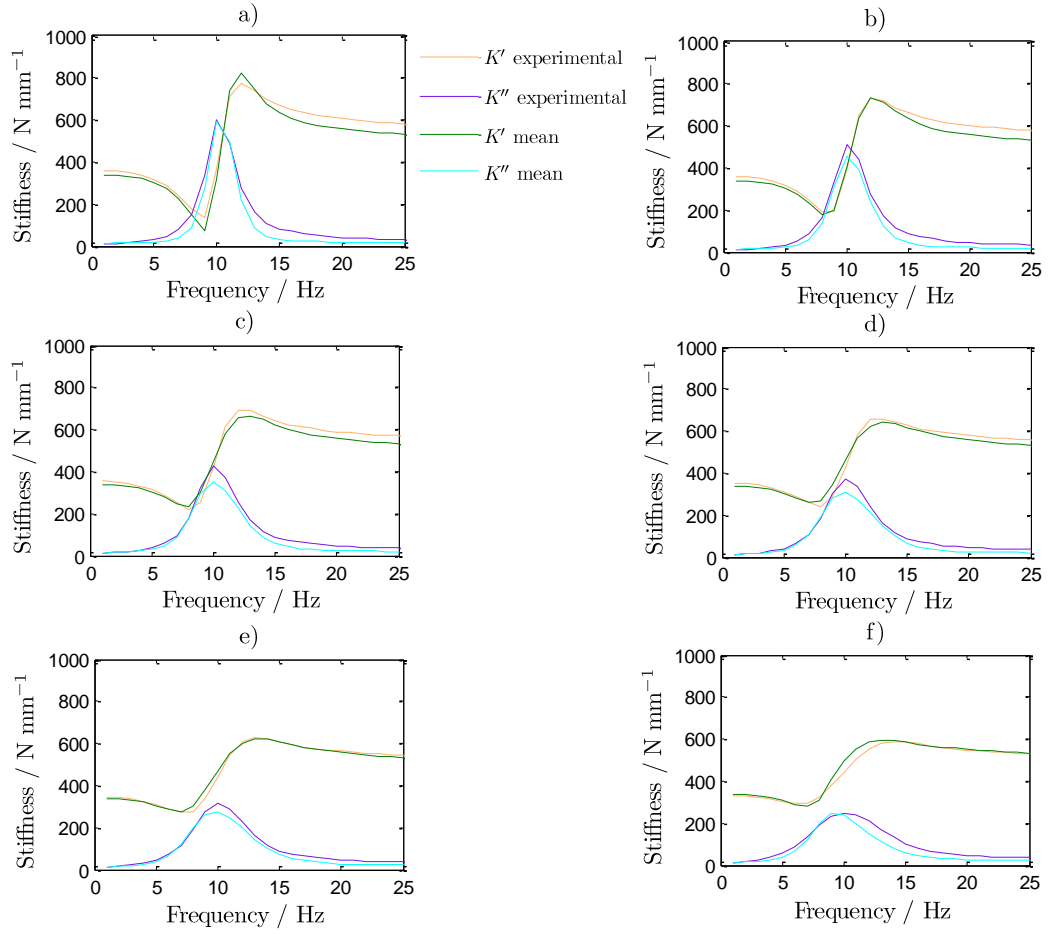 a)
1000
800
600
400
200
0
0 5 10 15 20 25
Stiffness / N mm⁻¹
Frequency / Hz
K′ experimental
K″ experimental
K′ mean
K″ mean
b)
1000
800
600
400
200
0
0 5 10 15 20 25
Stiffness / N mm⁻¹
Frequency / Hz
c)
1000
800
600
400
200
0
0 5 10 15 20 25
Stiffness / N mm⁻¹
Frequency / Hz
d)
1000
800
600
400
200
0
0 5 10 15 20 25
Stiffness / N mm⁻¹
Frequency / Hz
e)
1000
800
600
400
200
0
0 5 10 15 20 25
Stiffness / N mm⁻¹
Frequency / Hz
f)
1000
800
600
400
200
0
0 5 10 15 20 25
Stiffness / N mm⁻¹
Frequency / Hz